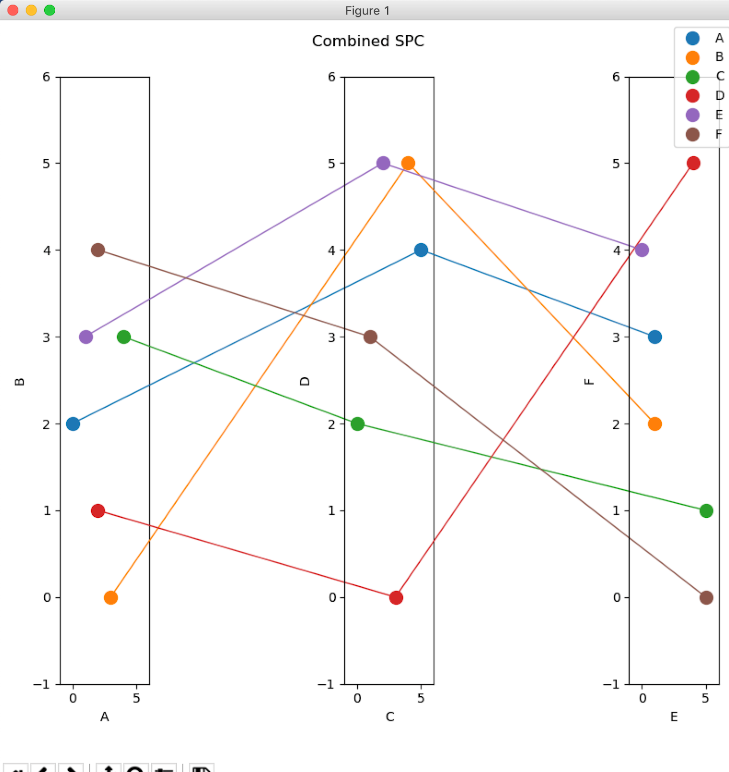 Figure 1
Combined SPC
A
B
C
D
E
F
6 6 6
5 5 5
4 4 4
3 3 3
B D F
2 2 2
1 1 1
0 0 0
−1 −1 −1
0 5 0 5 0 5
A C E